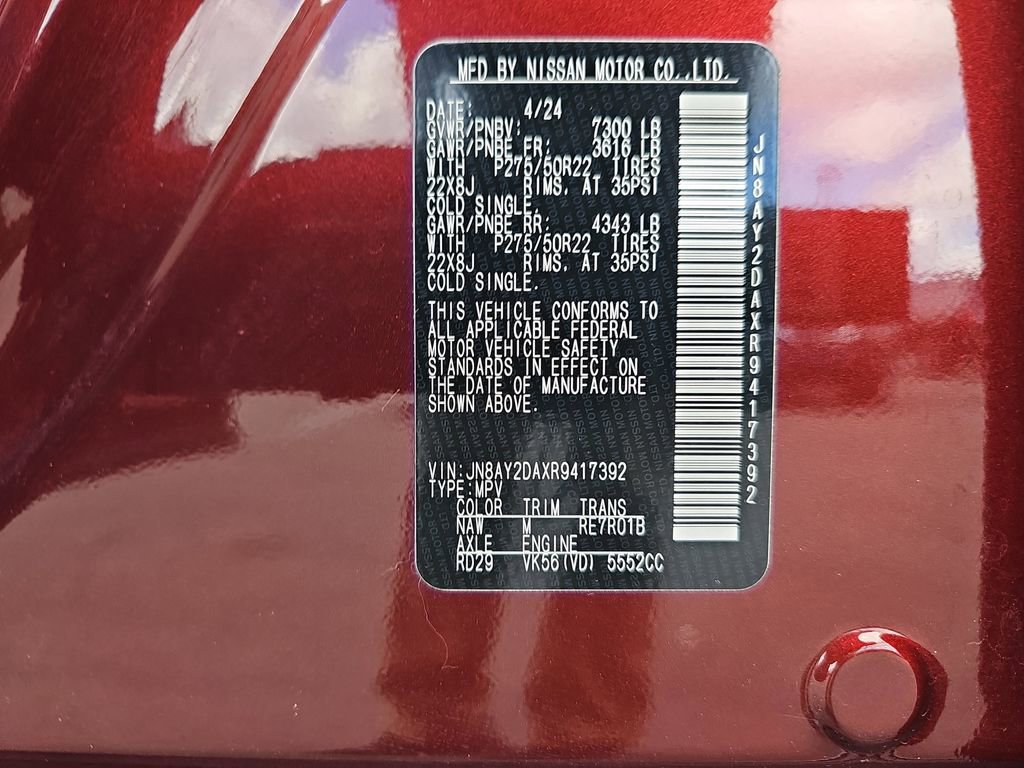 MFD BY NISSAN MOTOR CO.,LTD.
DATE: 4/24
GVWR/PNBV: 7300 LB
GAWR/PNBE FR: 3616 LB
WITH P275/50R22 TIRES
22X8J RIMS, AT 35PSI
COLD SINGLE.
GAWR/PNBE RR: 4343 LB
WITH P275/50R22 TIRES
22X8J RIMS, AT 35PSI
COLD SINGLE.
THIS VEHICLE CONFORMS TO
ALL APPLICABLE FEDERAL
MOTOR VEHICLE SAFETY
STANDARDS IN EFFECT ON
THE DATE OF MANUFACTURE
SHOWN ABOVE.
VIN:JN8AY2DAXR9417392
TYPE:MPV
COLOR TRIM TRANS
NAW M RE7R01B
AXLE ENGINE
RD29 VK56(VD) 5552CC
JN8AY2DAXR9417392